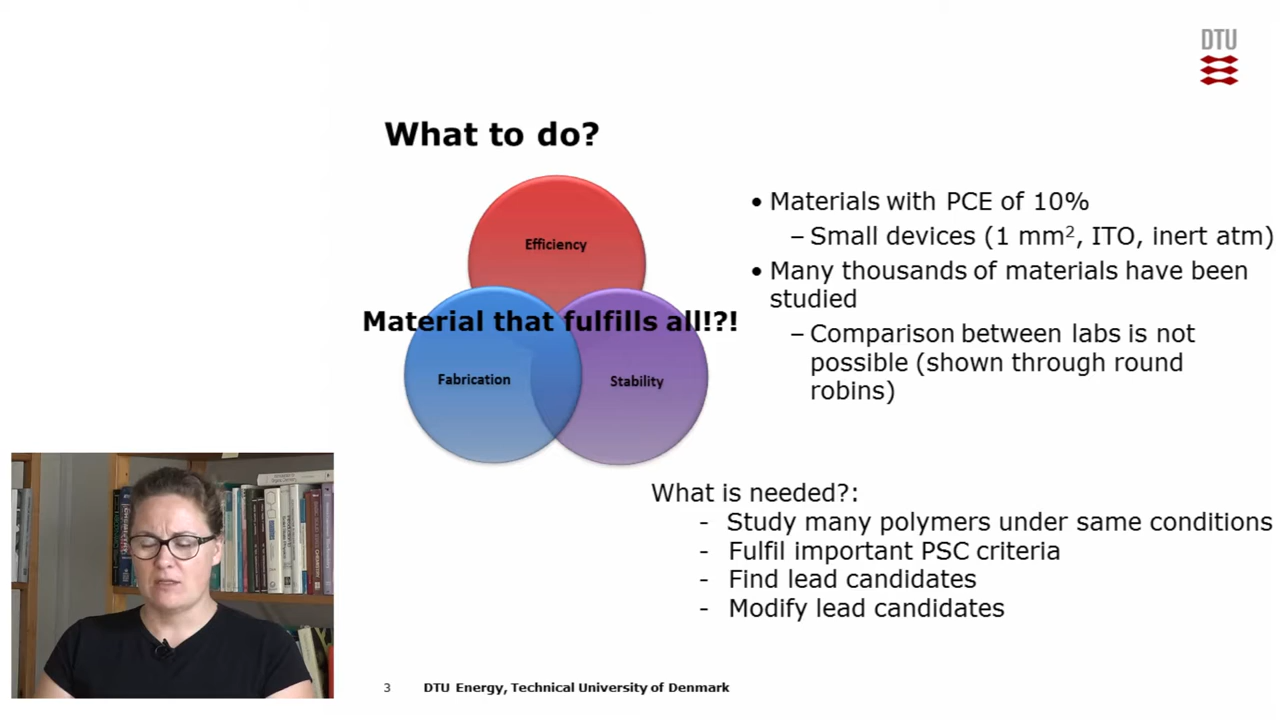 DTU
What to do?
Efficiency
Material that fulfills all!?!
Fabrication
Stability
• Materials with PCE of 10%
– Small devices (1 mm², ITO, inert atm)
• Many thousands of materials have been
studied
– Comparison between labs is not
possible (shown through round
robins)
What is needed?:
- Study many polymers under same conditions
- Fulfil important PSC criteria
- Find lead candidates
- Modify lead candidates
3 DTU Energy, Technical University of Denmark